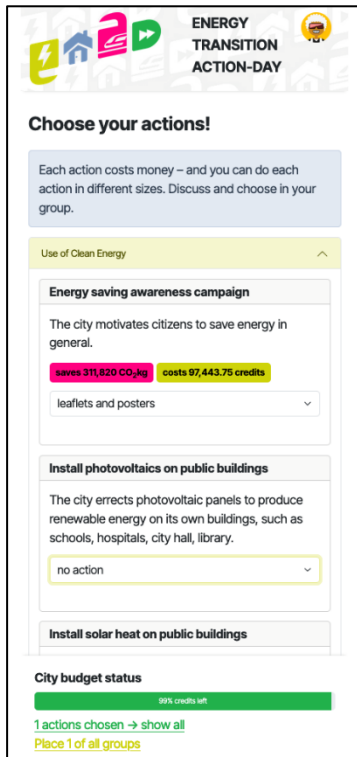 ENERGY
TRANSITION
ACTION-DAY
Choose your actions!
Each action costs money – and you can do each
action in different sizes. Discuss and choose in your
group.
Use of Clean Energy
Energy saving awareness campaign
The city motivates citizens to save energy in
general.
saves 311,820 CO₂kg costs 97,443.75 credits
leaflets and posters
Install photovoltaics on public buildings
The city errects photovoltaic panels to produce
renewable energy on its own buildings, such as
schools, hospitals, city hall, library.
no action
Install solar heat on public buildings
City budget status
99% credits left
1 actions chosen → show all
Place 1 of all groups